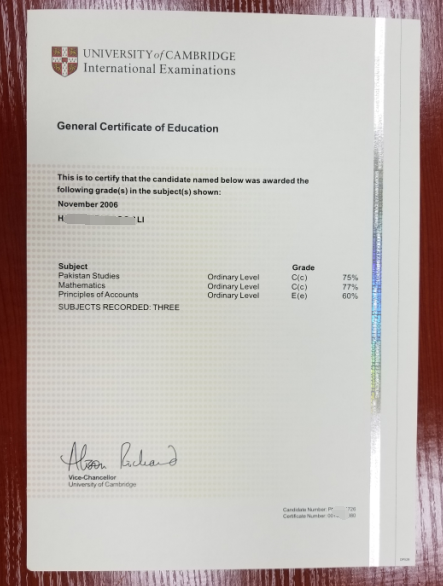 UNIVERSITY of CAMBRIDGE
International Examinations
General Certificate of Education
This is to certify that the candidate named below was awarded the
following grade(s) in the subject(s) shown:
November 2006
H LI
Subject Grade
Pakistan Studies Ordinary Level C(c) 75%
Mathematics Ordinary Level C(c) 77%
Principles of Accounts Ordinary Level E(e) 60%
SUBJECTS RECORDED: THREE
Alison Richard
Vice-Chancellor
University of Cambridge
Candidate Number
Certificate Number